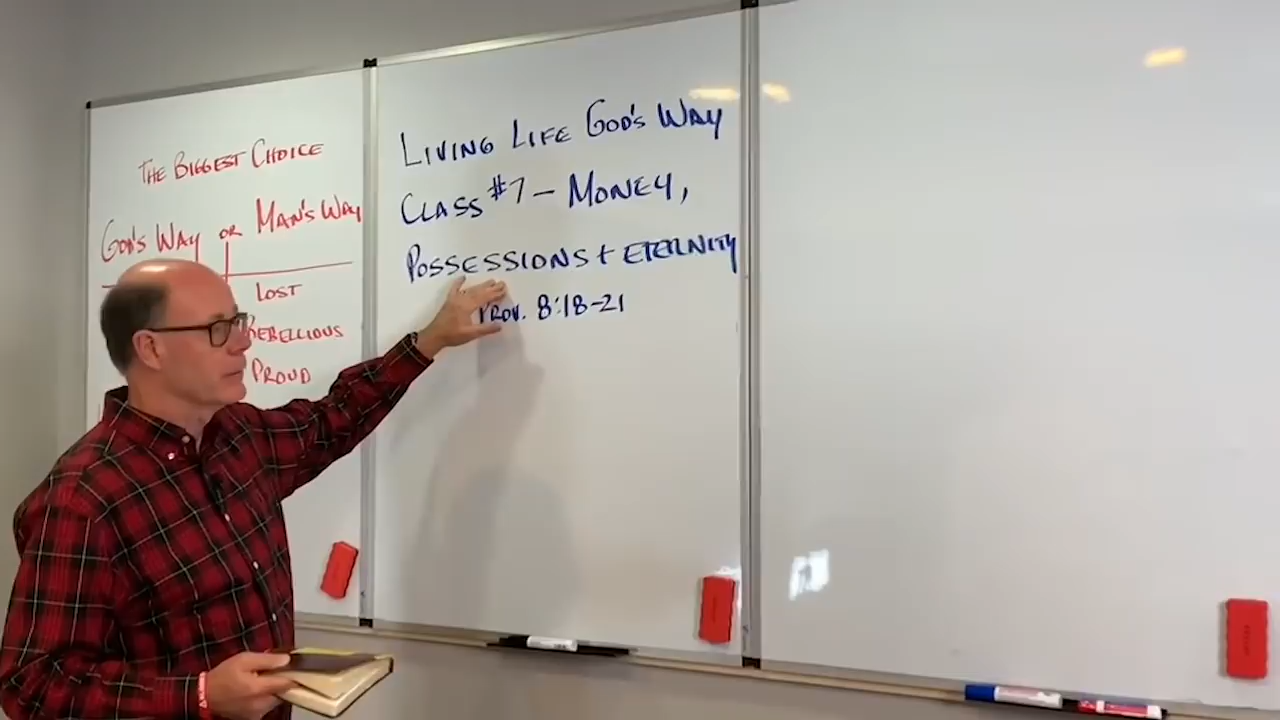 THE BIGGEST CHOICE
GOD'S WAY OR MAN'S WAY
LOST
REBELLIOUS
PROUD
LIVING LIFE GOD'S WAY
CLASS #7 – MONEY,
POSSESSIONS + ETERNITY
PROV. 8:18-21